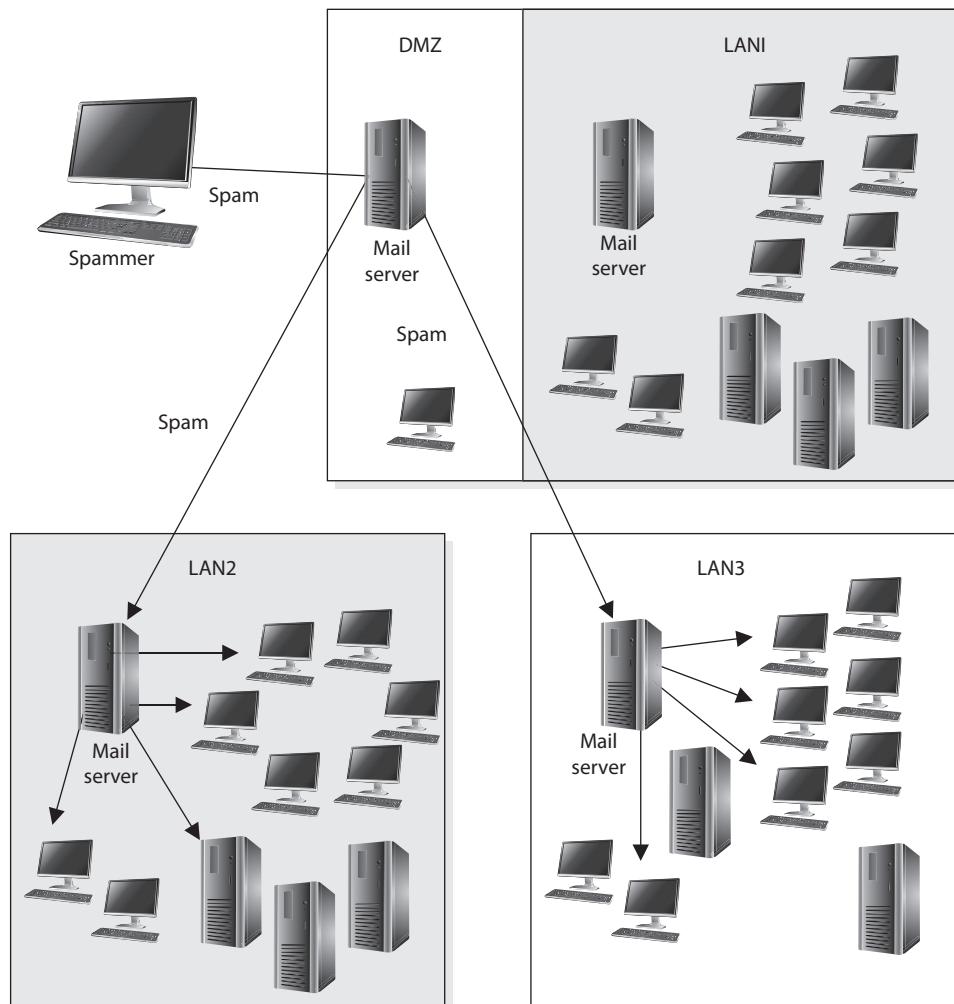 DMZ
LANI
Spam
Spammer
Mail
server
Mail
server
Spam
Spam
LAN2
LAN3
Mail
server
Mail
server